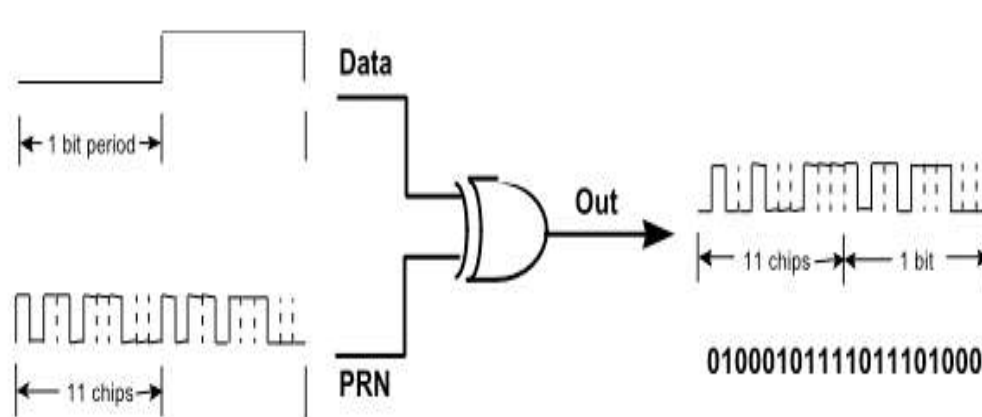 Data
1 bit period
Out
11 chips
1 bit
11 chips
PRN
01000101111011101000